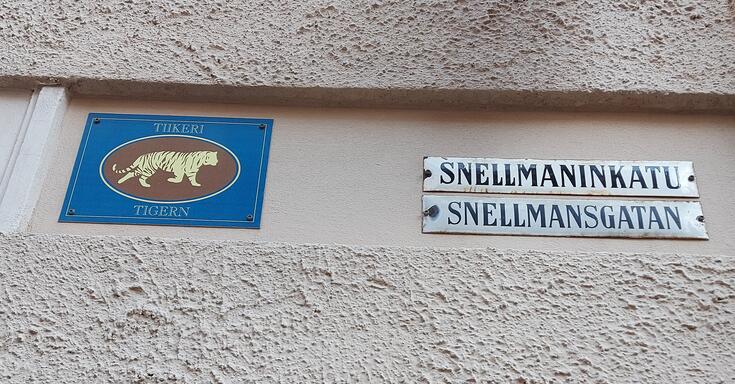 TIIKERI
TIGERN
SNELLMANINKATU
SNELLMANSGATAN